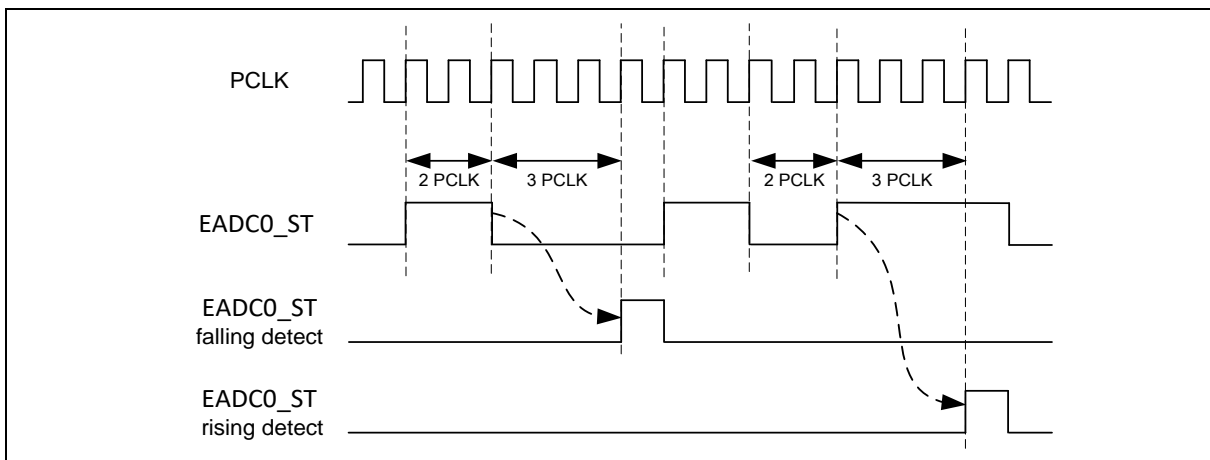 PCLK
2 PCLK
3 PCLK
2 PCLK
3 PCLK
EADC0_ST
EADC0_ST
falling detect
EADC0_ST
rising detect